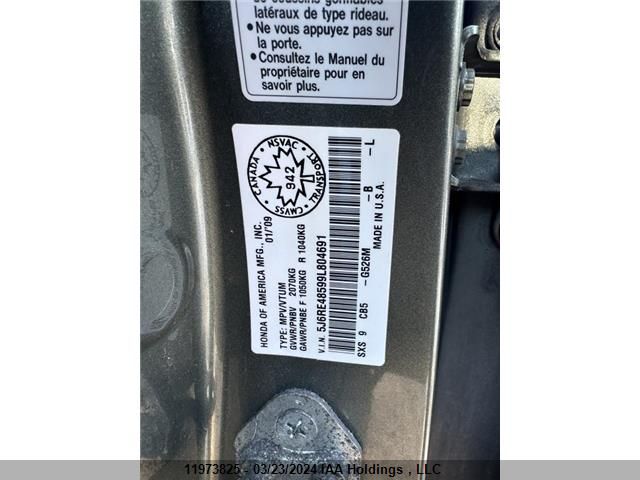 de coussins gonflables
latéraux de type rideau.
• Ne vous appuyez pas sur
la porte.
• Consultez le Manuel du
propriétaire pour en
savoir plus.
CANADA NSVAC TRANSPORT CMVSS
942
HONDA OF AMERICA MFG., INC.
01/'09
TYPE: MPV/VTUM
GVWR/PNBV 2070KG
GAWR/PNBE F 1050KG R 1040KG
V.I.N. 5J6RE48599L804691
SXS 9 CB5 -G526M -B -L
MADE IN U.S.A.
11973825 - 03/23/2024 IAA Holdings , LLC